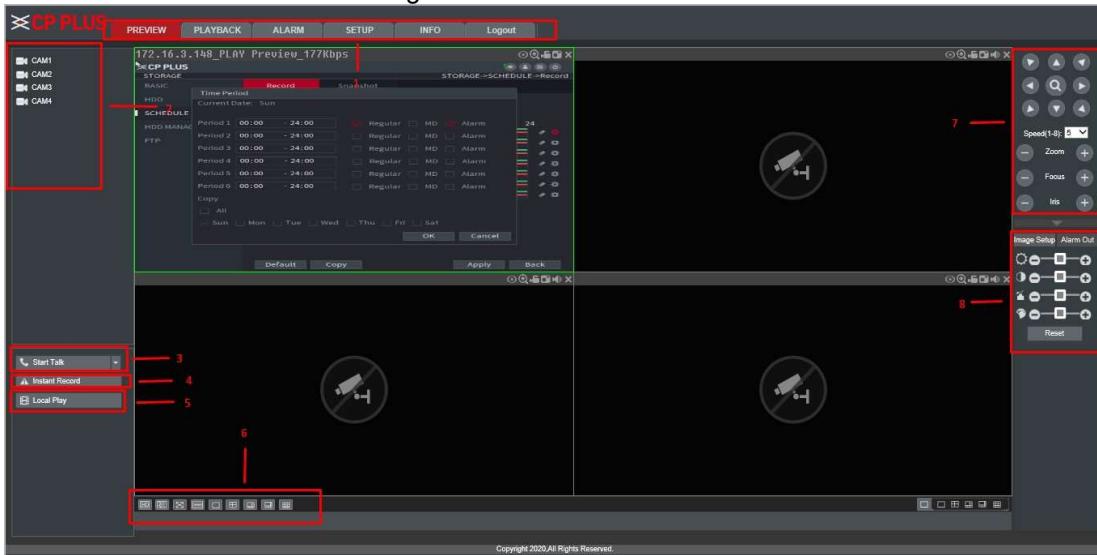 CP PLUS
PREVIEW PLAYBACK ALARM SETUP INFO Logout
CAM1
CAM2
CAM3
CAM4
2
172.16.3.148_PLAY Preview_177Kbps
CP PLUS
STORAGE STORAGE->SCHEDULE->Record
BASIC Record Snapshot
1
HDD
SCHEDULE
HDD MANAG
FTP
Time Period
Current Date: Sun
Period 1 00:00 - 24:00 Regular MD Alarm 24
Period 2 00:00 - 24:00 Regular MD Alarm
Period 3 00:00 - 24:00 Regular MD Alarm
Period 4 00:00 - 24:00 Regular MD Alarm
Period 5 00:00 - 24:00 Regular MD Alarm
Period 6 00:00 - 24:00 Regular MD Alarm
Copy
All
Sun Mon Tue Wed Thu Fri Sat
OK Cancel
Default Copy Apply Back
7
Speed(1-8): 5
Zoom
Focus
Iris
Image Setup Alarm Out
8
Reset
Start Talk 3
Instant Record 4
Local Play 5
6
Copyright 2020,All Rights Reserved.